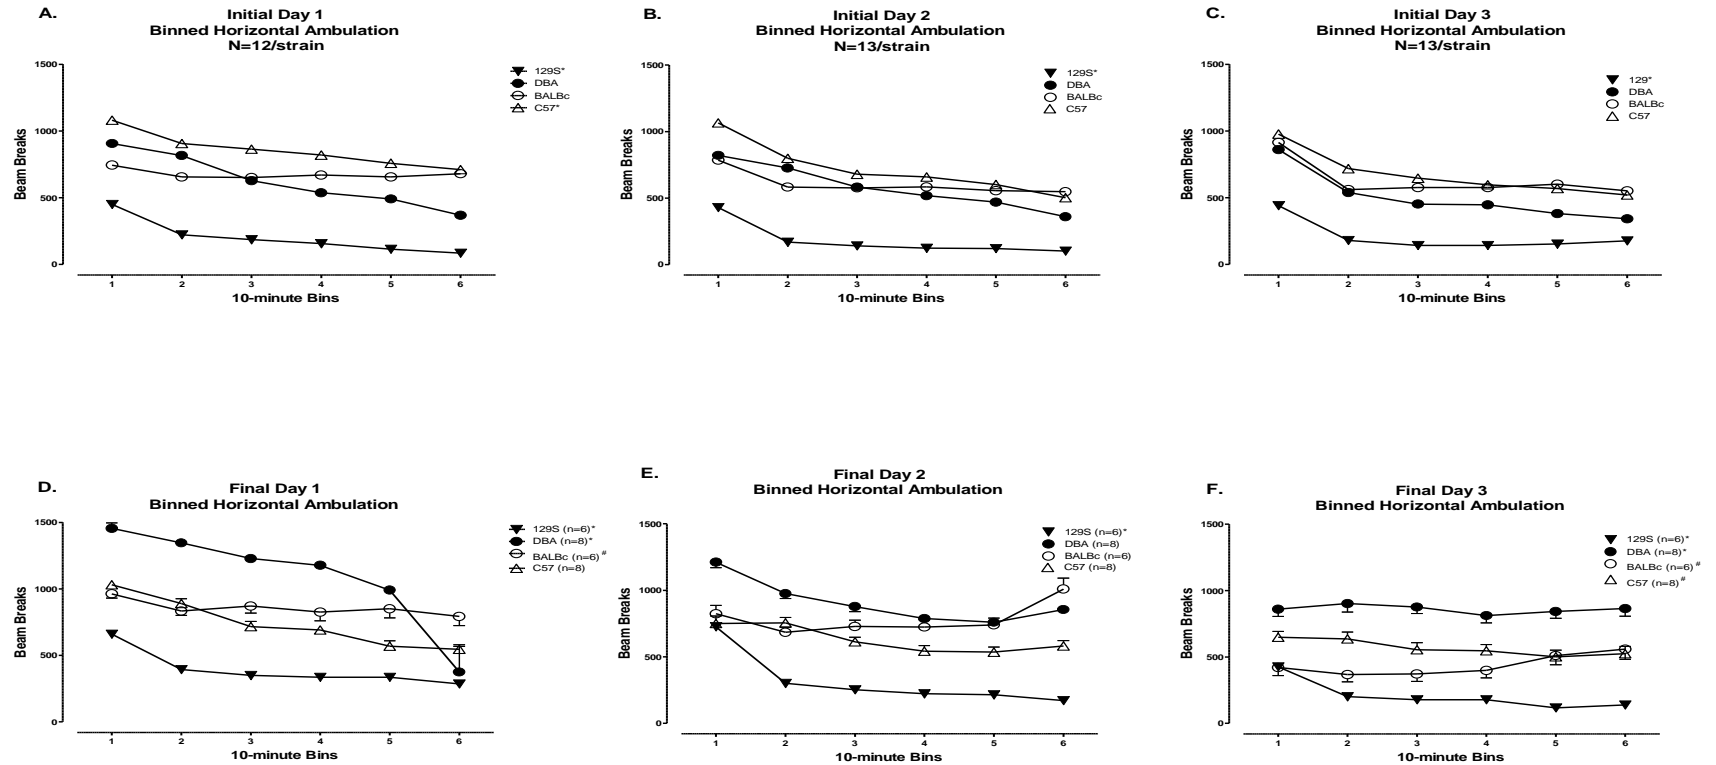 A.
Initial Day 1
Binned Horizontal Ambulation
N=12/strain
1500
1000
500
0
Beam Breaks
129S*
DBA
BALBc
C57*
1 2 3 4 5 6
10-minute Bins
B.
Initial Day 2
Binned Horizontal Ambulation
N=13/strain
1500
1000
500
0
Beam Breaks
129S*
DBA
BALBc
C57
1 2 3 4 5 6
10-minute Bins
C.
Initial Day 3
Binned Horizontal Ambulation
N=13/strain
1500
1000
500
0
Beam Breaks
129*
DBA
BALBc
C57
1 2 3 4 5 6
10-minute Bins
D.
Final Day 1
Binned Horizontal Ambulation
1500
1000
500
0
Beam Breaks
129S (n=6)*
DBA (n=8)*
BALBc (n=6) #
C57 (n=8)
1 2 3 4 5 6
10-minute Bins
E.
Final Day 2
Binned Horizontal Ambulation
1500
1000
500
0
Beam Breaks
129S (n=6)*
DBA (n=8)
BALBc (n=6)
C57 (n=8)
1 2 3 4 5 6
10-minute Bins
F.
Final Day 3
Binned Horizontal Ambulation
1500
1000
500
0
Beam Breaks
129S (n=6)*
DBA (n=8)*
BALBc (n=6) #
C57 (n=8) #
1 2 3 4 5 6
10-minute Bins